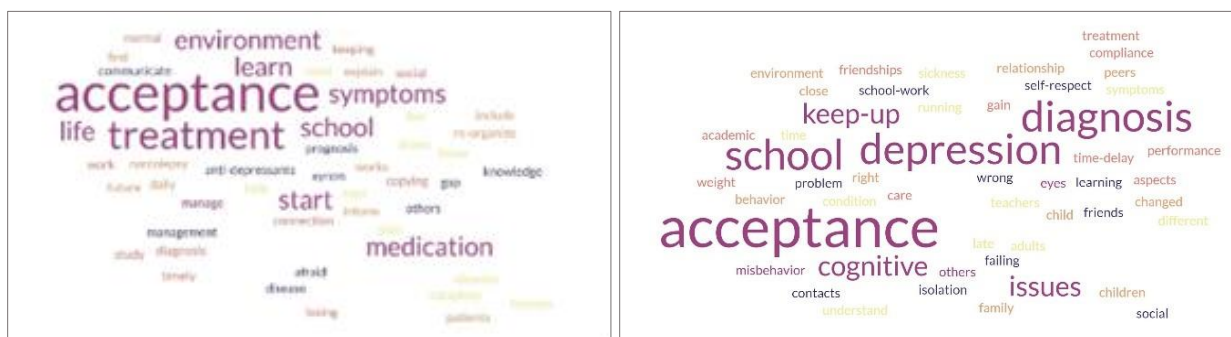 normal environment keeping
find
communicate learn explain social
acceptance symptoms
life treatment school include
re-organize
prognosis
work narcolepsy anti-depressants works knowledge
xyrem copying gap
future daily
manage start others
connection
management medication
study diagnosis
timely afraid
disease
losing patients
treatment
compliance
environment friendships sickness relationship peers
close school-work self-respect symptoms
keep-up running gain diagnosis
academic time
school depression time-delay performance
weight problem right wrong eyes learning aspects
behavior condition care teachers changed
child friends different
acceptance late adults
failing
misbehavior cognitive others
contacts isolation issues children
understand family social